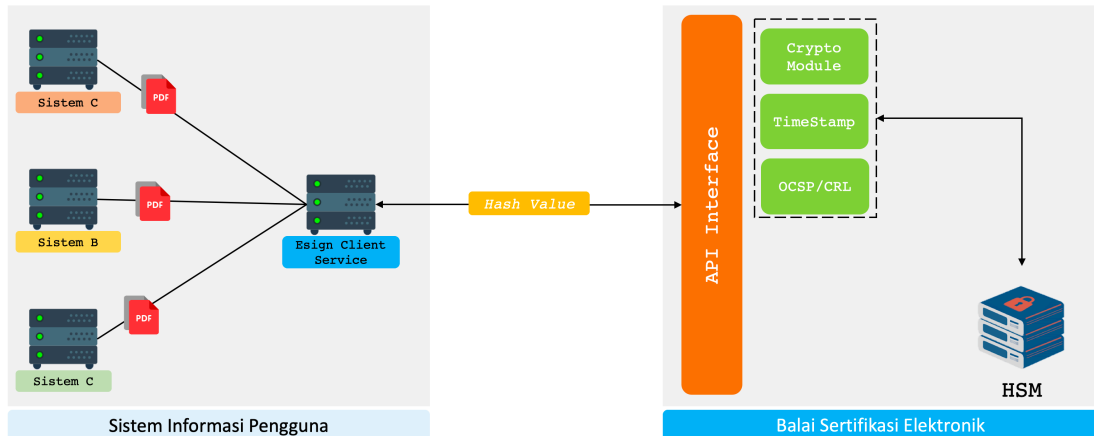 Sistem C
PDF
Sistem B
PDF
Sistem C
PDF
Esign Client
Service
Hash Value
API Interface
Crypto
Module
TimeStamp
OCSP/CRL
HSM
Sistem Informasi Pengguna
Balai Sertifikasi Elektronik